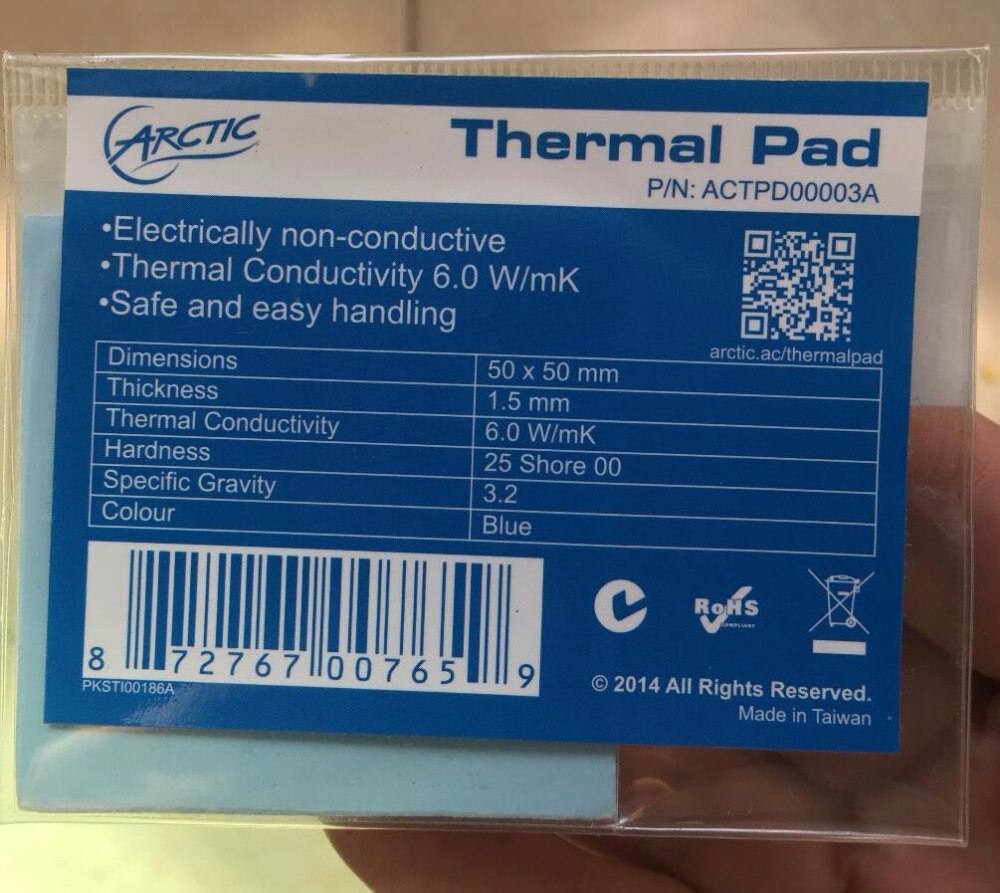 ARCTIC
Thermal Pad
P/N: ACTPD00003A
•Electrically non-conductive
•Thermal Conductivity 6.0 W/mK
•Safe and easy handling
arctic.ac/thermalpad
Dimensions 50 x 50 mm
Thickness 1.5 mm
Thermal Conductivity 6.0 W/mK
Hardness 25 Shore 00
Specific Gravity 3.2
Colour Blue
8 72767 00765 9
PKSTI00186A
RoHS
COMPLIANT
© 2014 All Rights Reserved.
Made in Taiwan